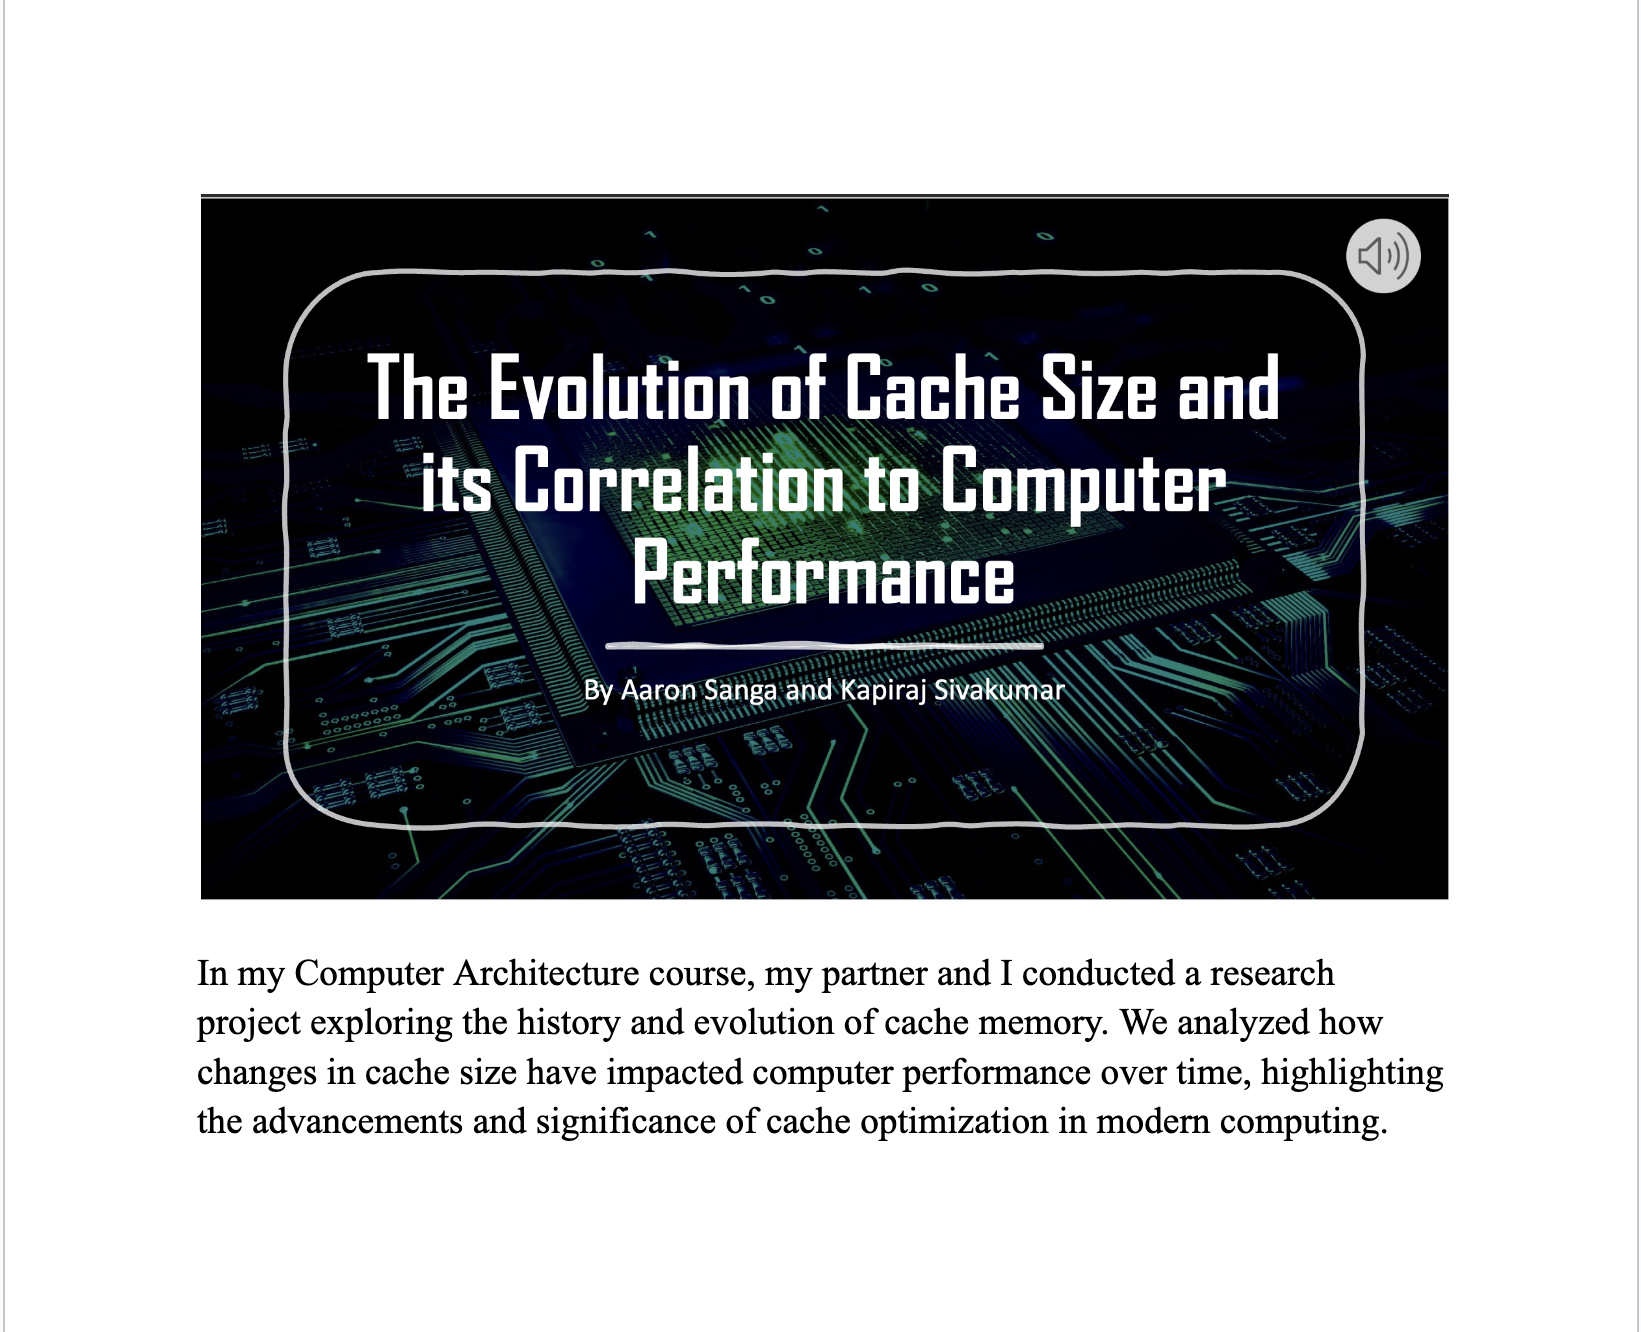 The Evolution of Cache Size and
its Correlation to Computer
Performance
By Aaron Sanga and Kapiraj Sivakumar
In my Computer Architecture course, my partner and I conducted a research
project exploring the history and evolution of cache memory. We analyzed how
changes in cache size have impacted computer performance over time, highlighting
the advancements and significance of cache optimization in modern computing.